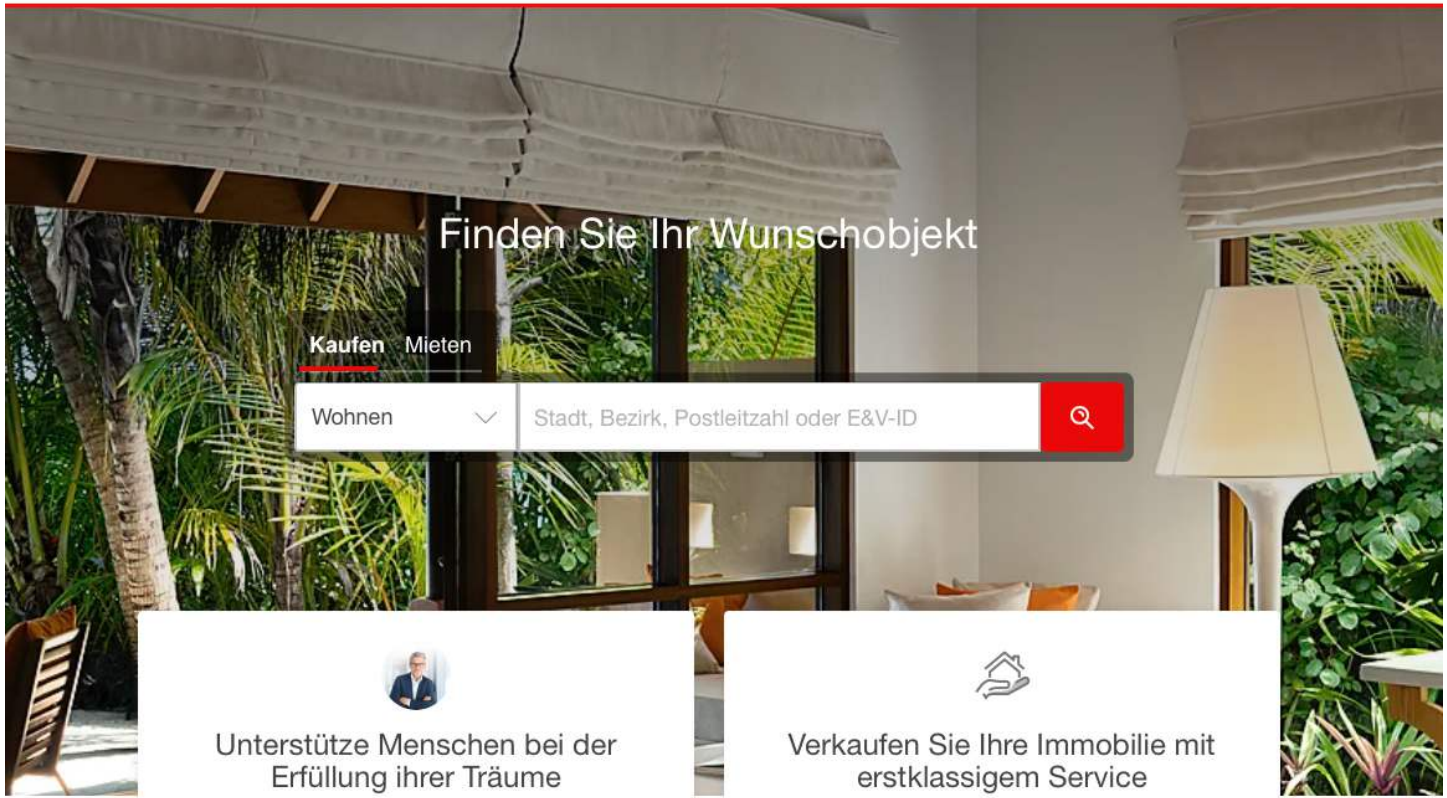 Finden Sie Ihr Wunschobjekt
Kaufen Mieten
Wohnen
Stadt, Bezirk, Postleitzahl oder E&V-ID
Unterstütze Menschen bei der
Erfüllung ihrer Träume
Verkaufen Sie Ihre Immobilie mit
erstklassigem Service